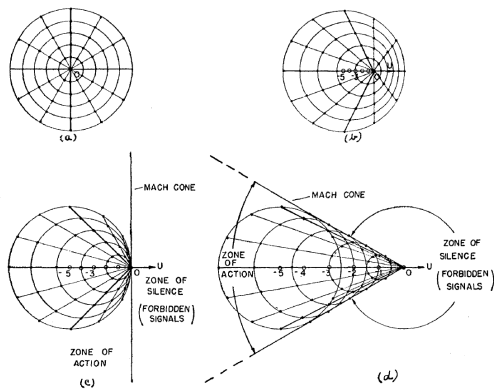 O
(a)
-5 -3 O U
(b)
MACH CONE
-5 -3 O U
ZONE OF
SILENCE
(FORBIDDEN
SIGNALS)
ZONE OF
ACTION
(c)
MACH CONE
ZONE
OF
ACTION
-5 -4 -3 -2 -1 O U
ZONE OF
SILENCE
(FORBIDDEN
SIGNALS)
(d)